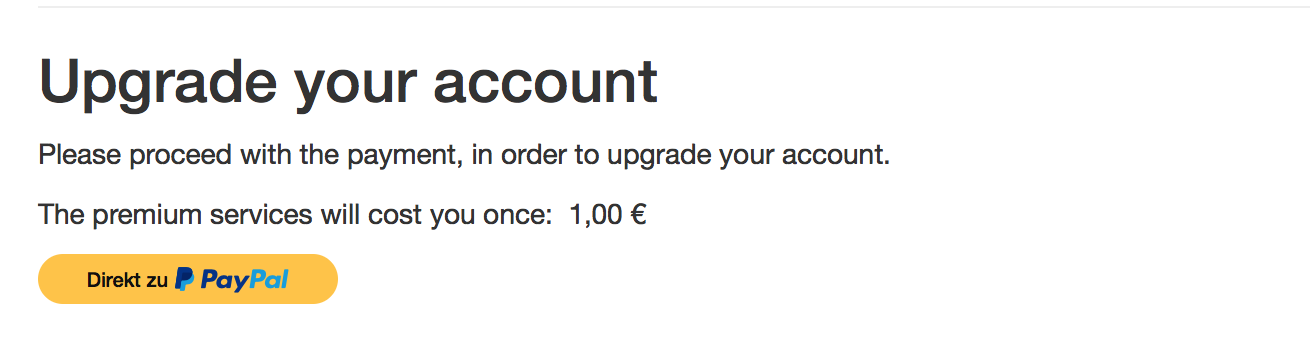 Upgrade your account
Please proceed with the payment, in order to upgrade your account.
The premium services will cost you once: 1,00 €
Direkt zu PayPal